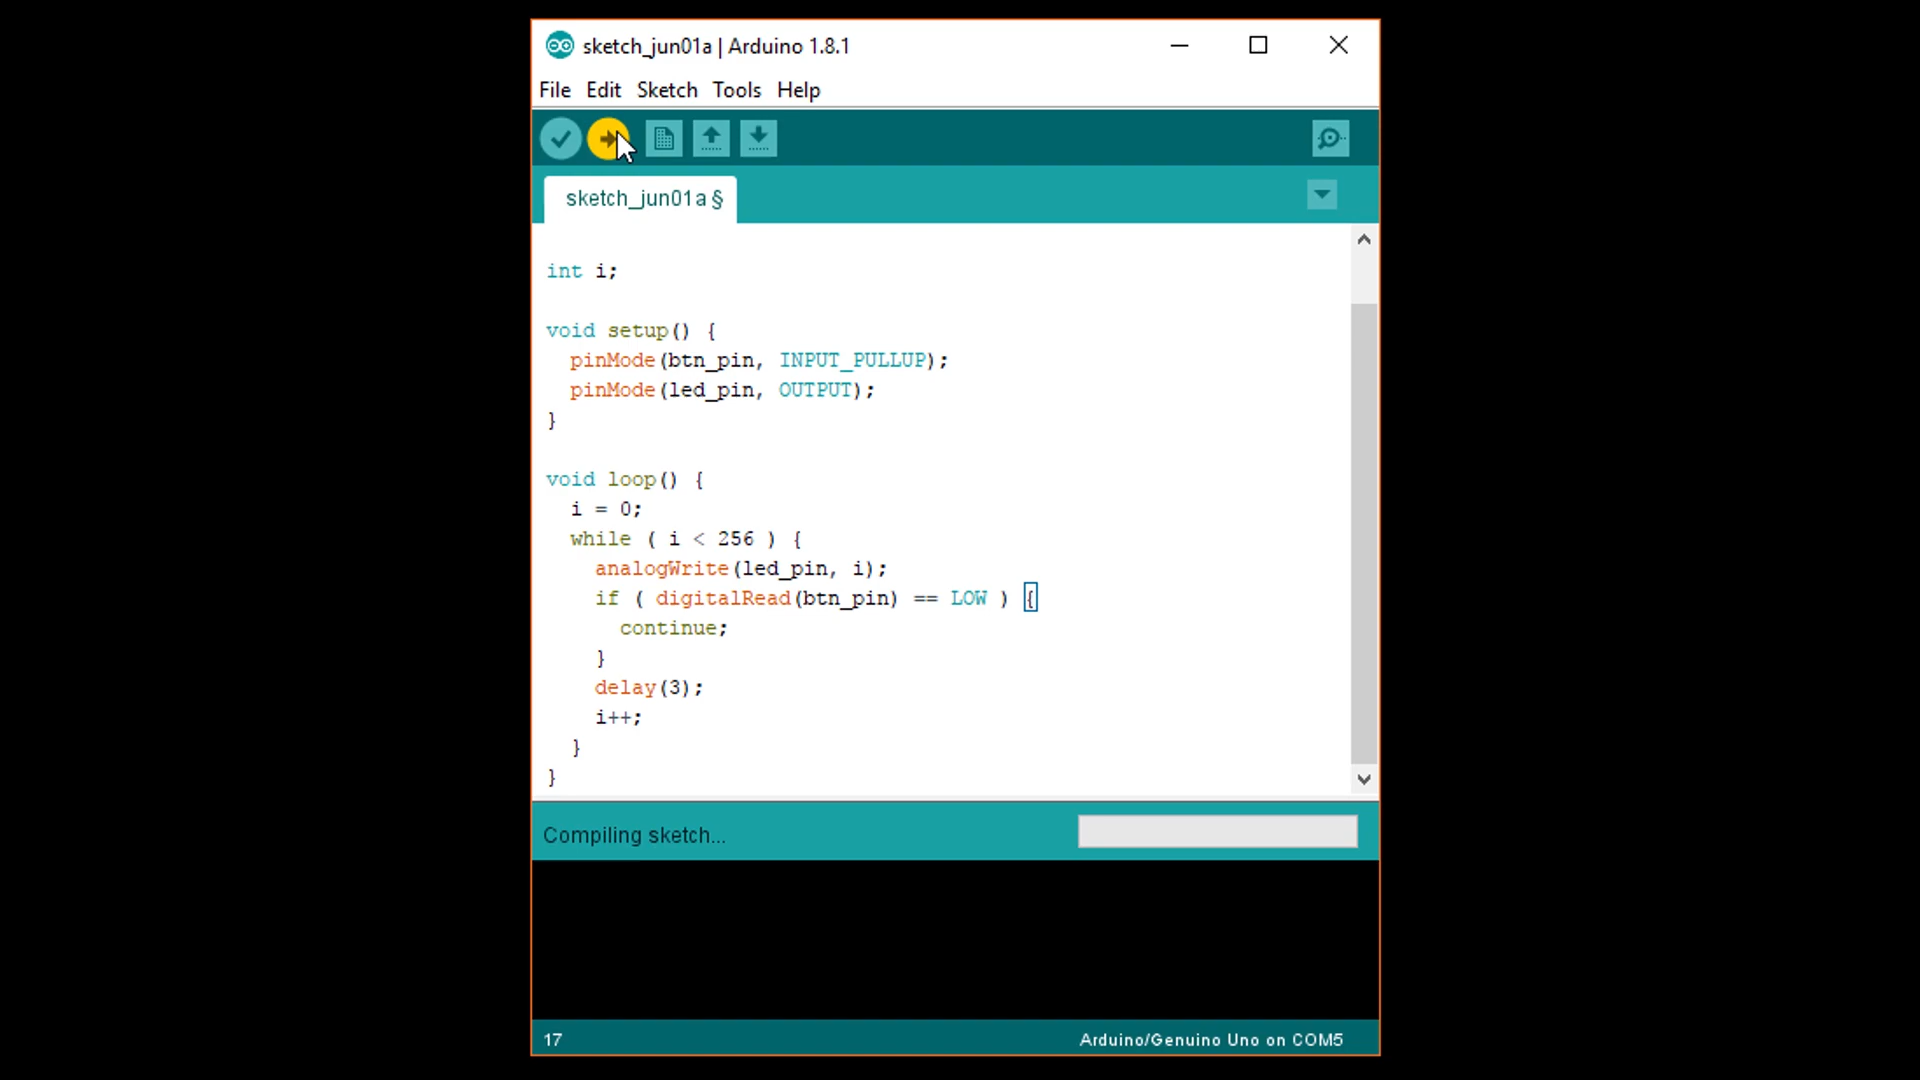 sketch_jun01a | Arduino 1.8.1
File Edit Sketch Tools Help
sketch_jun01a §
int i;
void setup() {
  pinMode(btn_pin, INPUT_PULLUP);
  pinMode(led_pin, OUTPUT);
}
void loop() {
  i = 0;
  while ( i < 256 ) {
    analogWrite(led_pin, i);
    if ( digitalRead(btn_pin) == LOW ) {
      continue;
    }
    delay(3);
    i++;
  }
}
Compiling sketch...
17 Arduino/Genuino Uno on COM5